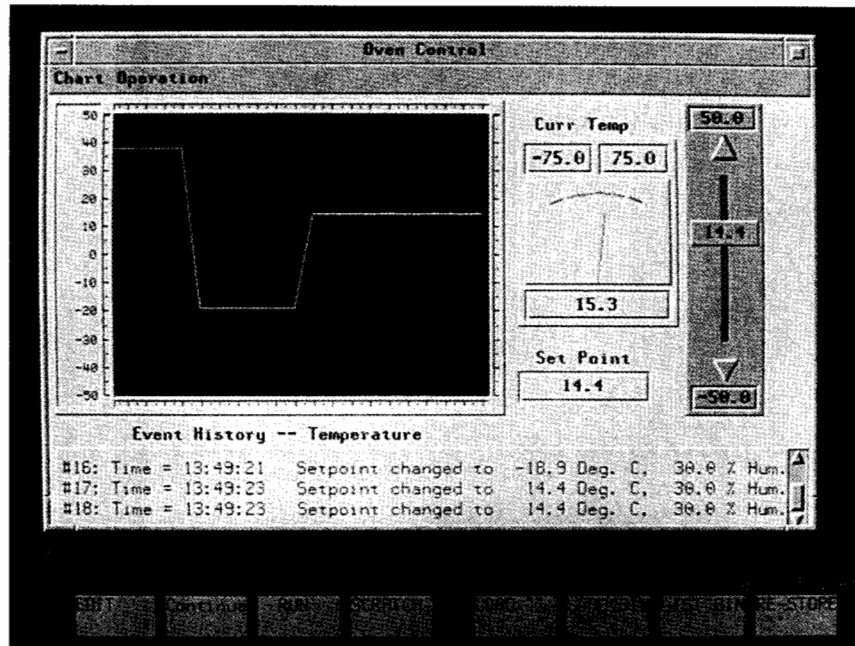 Oven Control
Chart Operation
50
40
30
20
10
0
-10
-20
-30
-40
-50
Curr Temp
-75.0 75.0
15.3
Set Point
14.4
50.0
14.4
-50.0
Event History -- Temperature
#16: Time = 13:49:21 Setpoint changed to -18.9 Deg. C, 30.0 % Hum.
#17: Time = 13:49:23 Setpoint changed to 14.4 Deg. C, 30.0 % Hum.
#18: Time = 13:49:23 Setpoint changed to 14.4 Deg. C, 30.0 % Hum.
EDIT Continue RUN SCRATCH RE-STORE